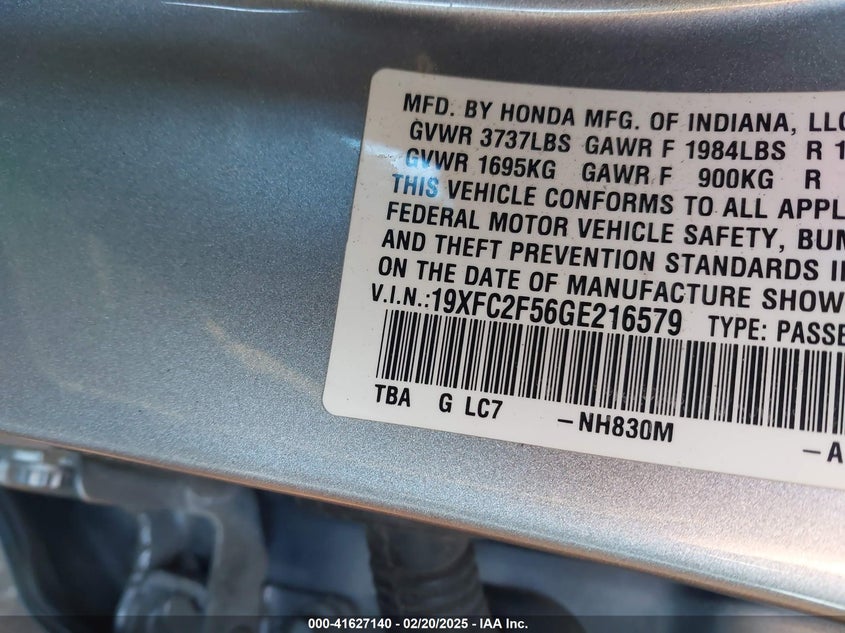 MFD. BY HONDA MFG. OF INDIANA, LLC
GVWR 3737LBS GAWR F 1984LBS R 1
GVWR 1695KG GAWR F 900KG R
THIS VEHICLE CONFORMS TO ALL APPL
FEDERAL MOTOR VEHICLE SAFETY, BUM
AND THEFT PREVENTION STANDARDS I
ON THE DATE OF MANUFACTURE SHOW
V.I.N.:19XFC2F56GE216579 TYPE: PASSE
TBA G LC7 -NH830M -A
000-41627140 - 02/20/2025 - IAA Inc.